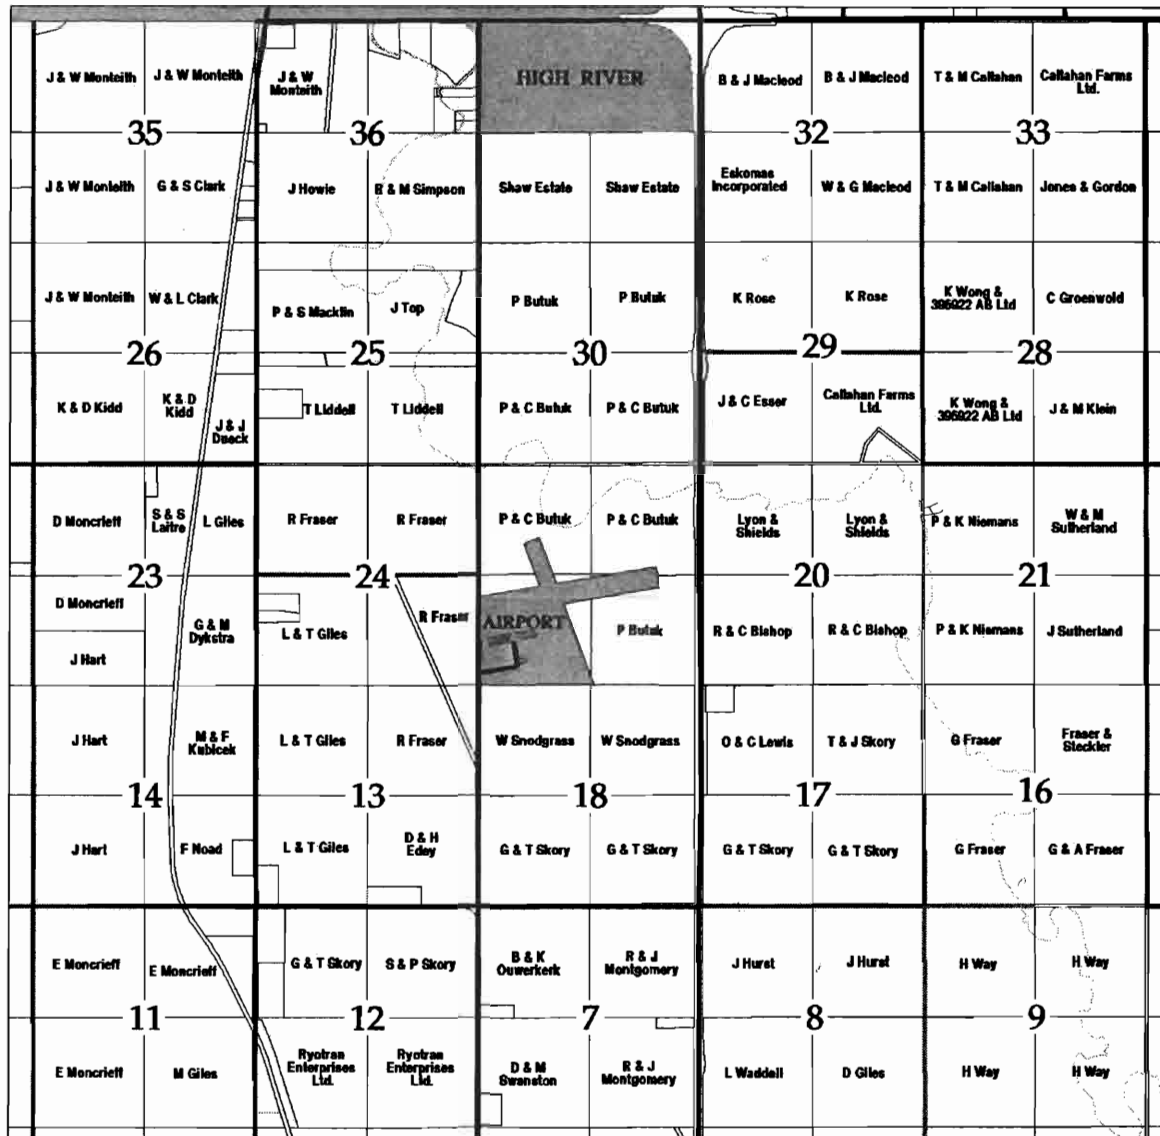 J & W Monteith
J & W Monteith
J & W
Monteith
HIGH RIVER
B & J Macleod
B & J Macleod
T & M Callahan
Callahan Farms
Ltd.
35
36
32
33
J & W Monteith
G & S Clark
J Howie
R & M Simpson
Shaw Estate
Shaw Estate
Eskomas
Incorporated
W & G Macleod
T & M Callahan
Jones & Gordon
J & W Monteith
W & L Clark
P & S Macklin
J Top
P Butuk
P Butuk
K Rose
K Rose
K Wong &
395922 AB Ltd
C Groenwold
26
25
30
29
28
K & D Kidd
K & D
Kidd
J & J
Dueck
T Liddell
T Liddell
P & C Butuk
P & C Butuk
J & C Esser
Callahan Farms
Ltd.
K Wong &
395922 AB Ltd
J & M Klein
D Moncrieff
S & S
Laitre
L Giles
R Fraser
R Fraser
P & C Butuk
P & C Butuk
Lyon &
Shields
Lyon &
Shields
P & K Niemans
W & M
Sutherland
23
24
20
21
D Moncrieff
J Hart
G & M
Dykstra
L & T Giles
R Fraser
AIRPORT
P Butuk
R & C Bishop
R & C Bishop
P & K Niemans
J Sutherland
J Hart
M & F
Kubicek
L & T Giles
R Fraser
W Snodgrass
W Snodgrass
O & C Lewis
T & J Skory
G Fraser
Fraser &
Steckler
14
13
18
17
16
J Hart
F Noad
L & T Giles
D & H
Eday
G & T Skory
G & T Skory
G & T Skory
G & T Skory
G Fraser
G & A Fraser
E Moncrieff
E Moncrieff
G & T Skory
S & P Skory
B & K
Ouwerkerk
R & J
Montgomery
J Hurst
J Hurst
H Way
H Way
11
12
7
8
9
E Moncrieff
M Giles
Ryotran
Enterprises
Ltd.
Ryotran
Enterprises
Ltd.
D & M
Swanston
R & J
Montgomery
L Waddell
D Giles
H Way
H Way